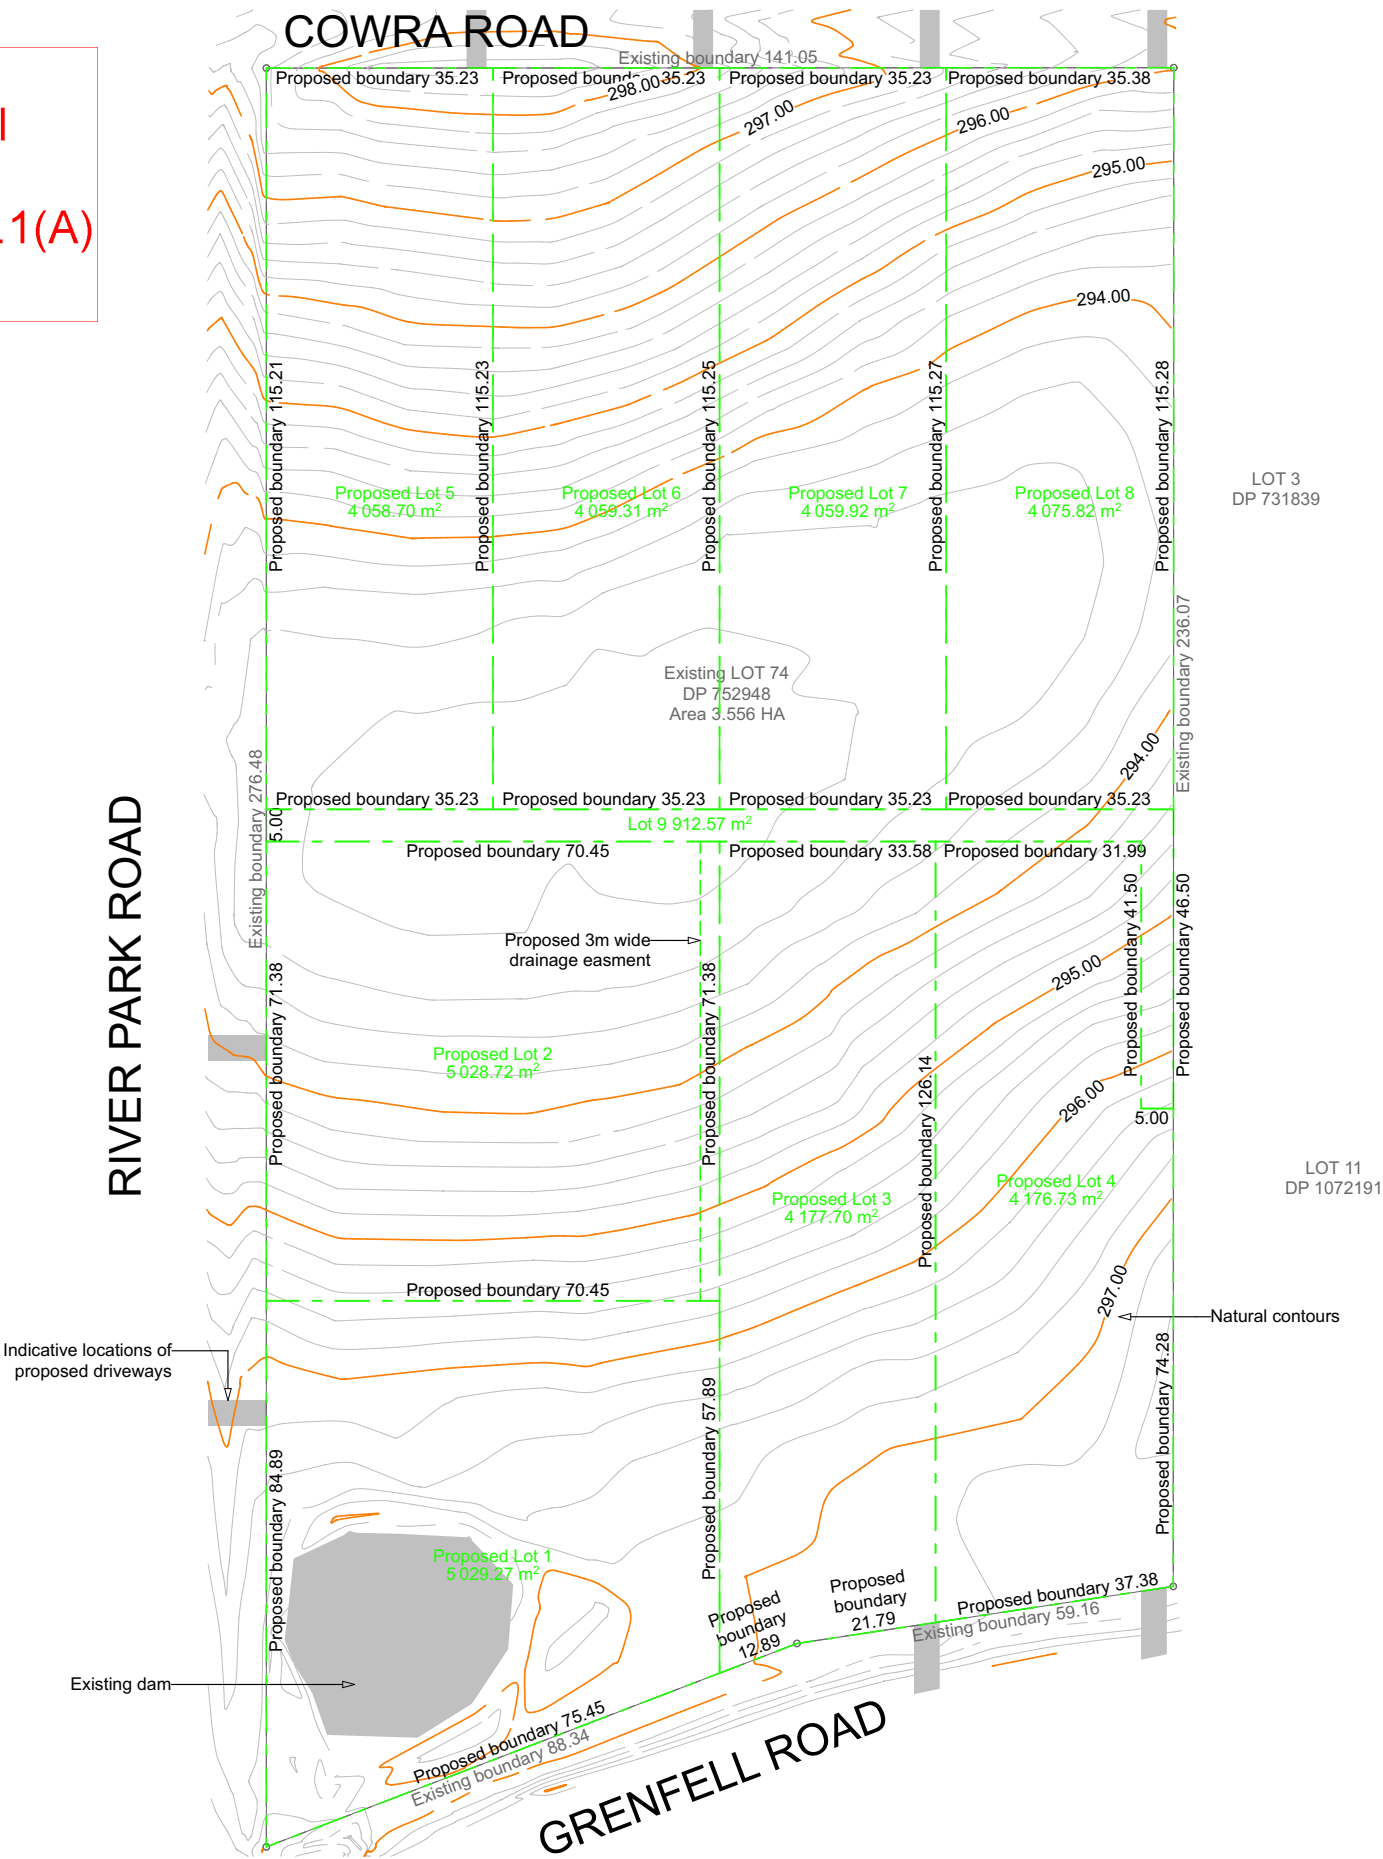 COWRA ROAD
Existing boundary 141.05
Proposed boundary 35.23
Proposed 35.23
Proposed boundary 35.23
Proposed boundary 35.38
298.00
297.00
296.00
295.00
294.00
.1(A)
Proposed boundary 115.21
Proposed boundary 115.23
Proposed boundary 115.25
Proposed boundary 115.27
Proposed boundary 115.28
Proposed Lot 5
4 058.70 m²
Proposed Lot 6
4 059.31 m²
Proposed Lot 7
4 059.92 m²
Proposed Lot 8
4 075.82 m²
LOT 3
DP 731839
Existing boundary 236.07
Existing LOT 74
DP 752948
Area 3.556 HA
294.00
Existing boundary 276.48
RIVER PARK ROAD
Proposed boundary 35.23
Proposed boundary 35.23
Proposed boundary 35.23
Proposed boundary 35.23
5.00
Lot 9 912.57 m²
Proposed boundary 70.45
Proposed boundary 33.58
Proposed boundary 31.99
Proposed boundary 41.50
Proposed boundary 46.50
Proposed 3m wide
drainage easment
295.00
Proposed boundary 71.38
Proposed boundary 71.38
Proposed Lot 2
5 028.72 m²
Proposed boundary 126.14
296.00
5.00
Proposed Lot 3
4 177.70 m²
Proposed Lot 4
4 176.73 m²
LOT 11
DP 1072191
Proposed boundary 70.45
297.00
Natural contours
Indicative locations of
proposed driveways
Proposed boundary 57.89
Proposed boundary 74.28
Proposed boundary 84.89
Proposed Lot 1
5 029.27 m²
Proposed
boundary
12.89
Proposed
boundary
21.79
Proposed boundary 37.38
Existing boundary 59.16
Existing dam
Proposed boundary 75.45
Existing boundary 88.34
GRENFELL ROAD